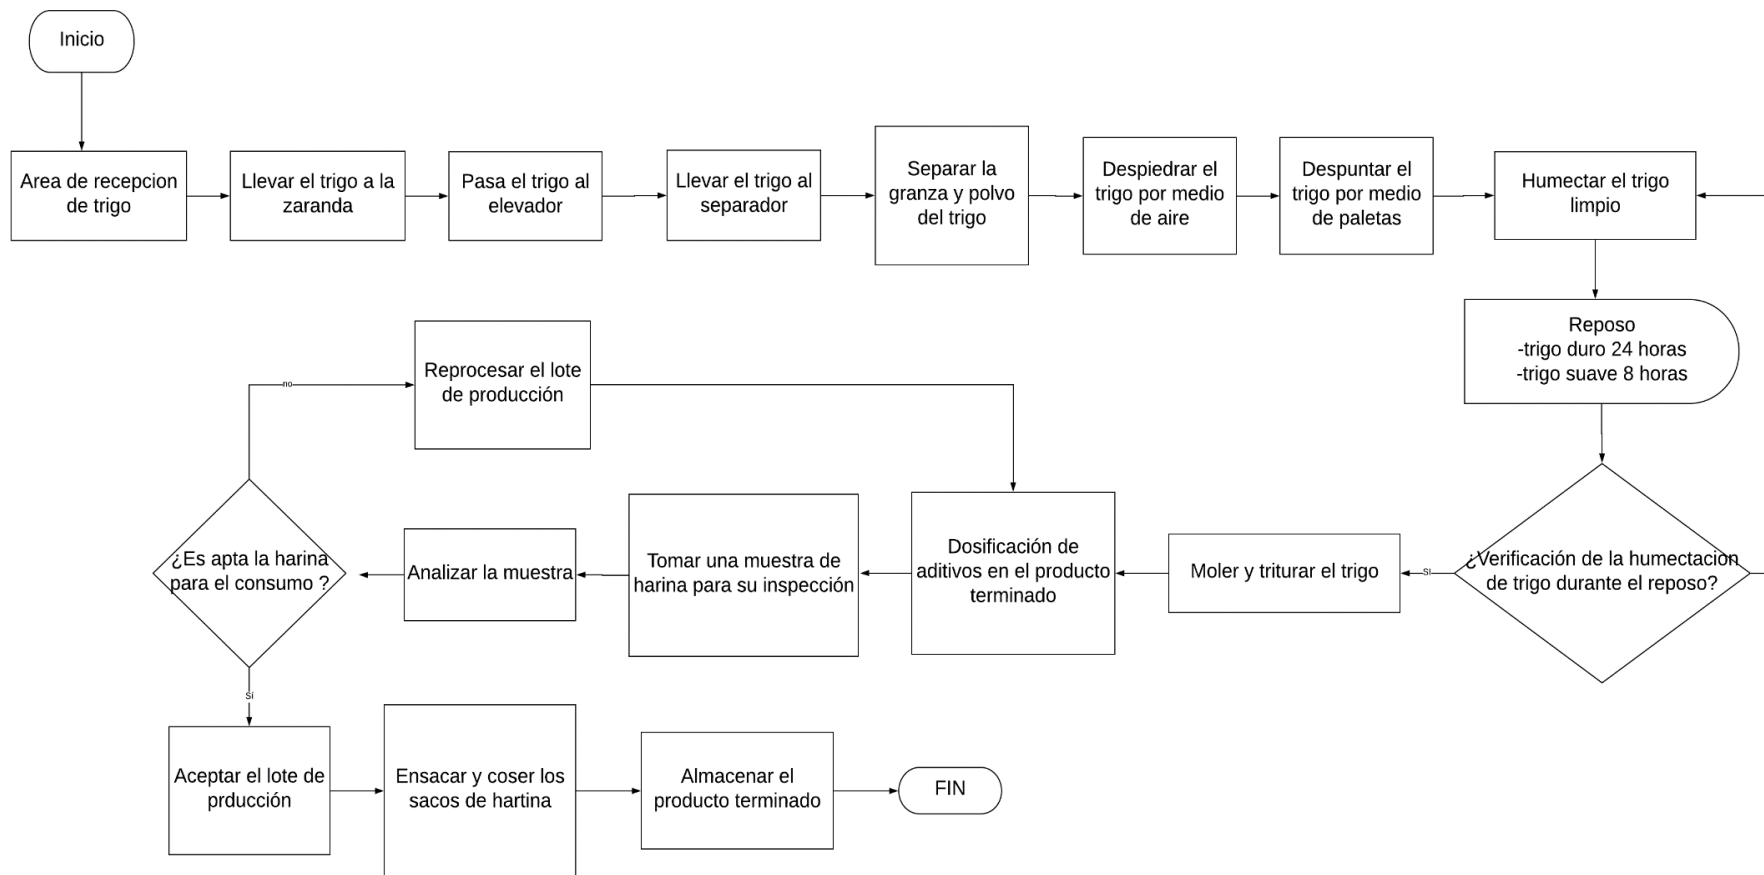 Inicio
Area de recepcion
de trigo
Llevar el trigo a la
zaranda
Pasa el trigo al
elevador
Llevar el trigo al
separador
Separar la
granza y polvo
del trigo
Despiedrar el
trigo por medio
de aire
Despuntar el
trigo por medio
de paletas
Humectar el trigo
limpio
Reposo
-trigo duro 24 horas
-trigo suave 8 horas
¿Verificación de la humectacion
de trigo durante el reposo?
SI
Moler y triturar el trigo
Dosificación de
aditivos en el producto
terminado
Tomar una muestra de
harina para su inspección
Analizar la muestra
¿Es apta la harina
para el consumo ?
no
Reprocesar el lote
de producción
Sí
Aceptar el lote de
prducción
Ensacar y coser los
sacos de hartina
Almacenar el
producto terminado
FIN